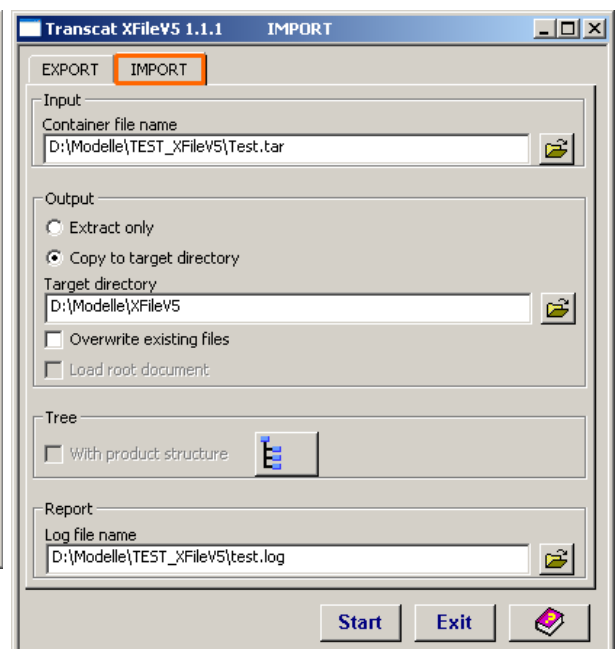 Transcat XFileV5 1.1.1 IMPORT
EXPORT IMPORT
Input
Container file name
D:\Modelle\TEST_XFileV5\Test.tar
Output
Extract only
Copy to target directory
Target directory
D:\Modelle\XFileV5
Overwrite existing files
Load root document
Tree
With product structure
Report
Log file name
D:\Modelle\TEST_XFileV5\test.log
Start Exit